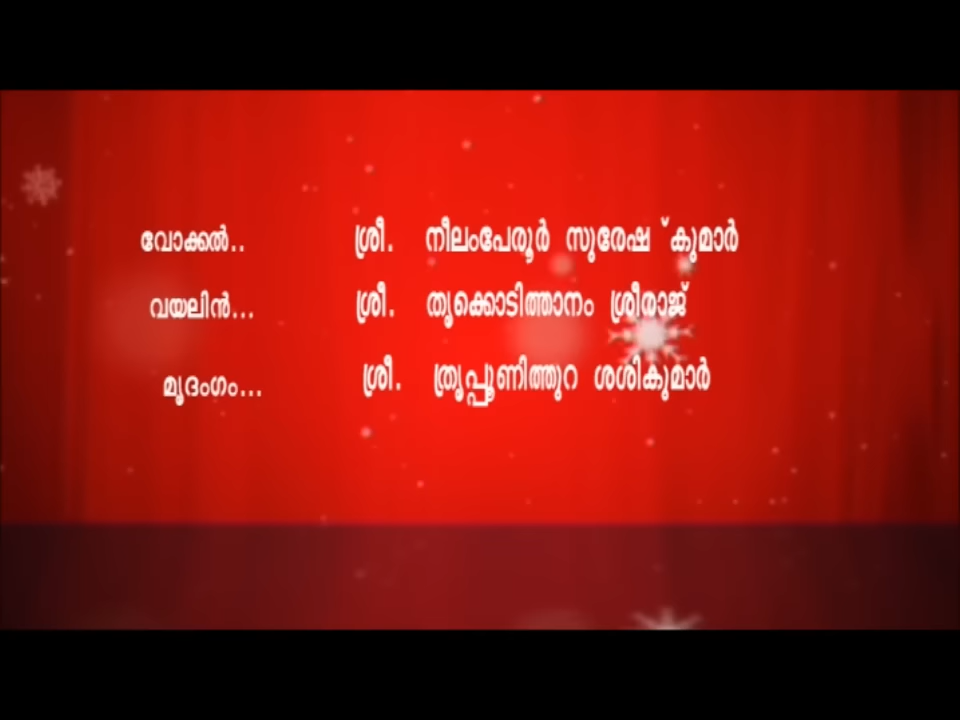 വോക്കൽ.. ശ്രീ. നീലംപേരൂർ സുരേഷ് കുമാർ
വയലിൻ... ശ്രീ. തൃക്കൊടിത്താനം ശ്രീരാജ്
മൃദംഗം... ശ്രീ. ത്രൃപ്പൂണിത്തുറ ശശികുമാർ